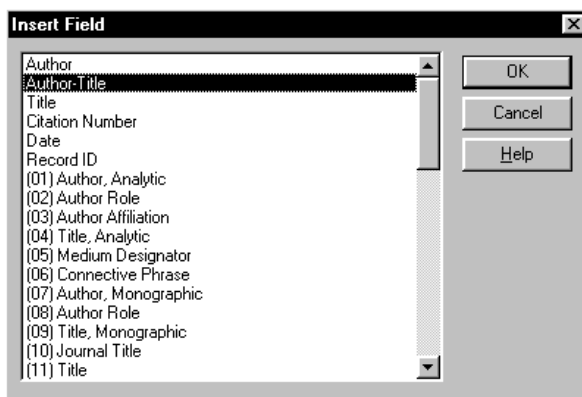 Insert Field
Author
Author-Title
Title
Citation Number
Date
Record ID
(01) Author, Analytic
(02) Author Role
(03) Author Affiliation
(04) Title, Analytic
(05) Medium Designator
(06) Connective Phrase
(07) Author, Monographic
(08) Author Role
(09) Title, Monographic
(10) Journal Title
(11) Title
OK
Cancel
Help